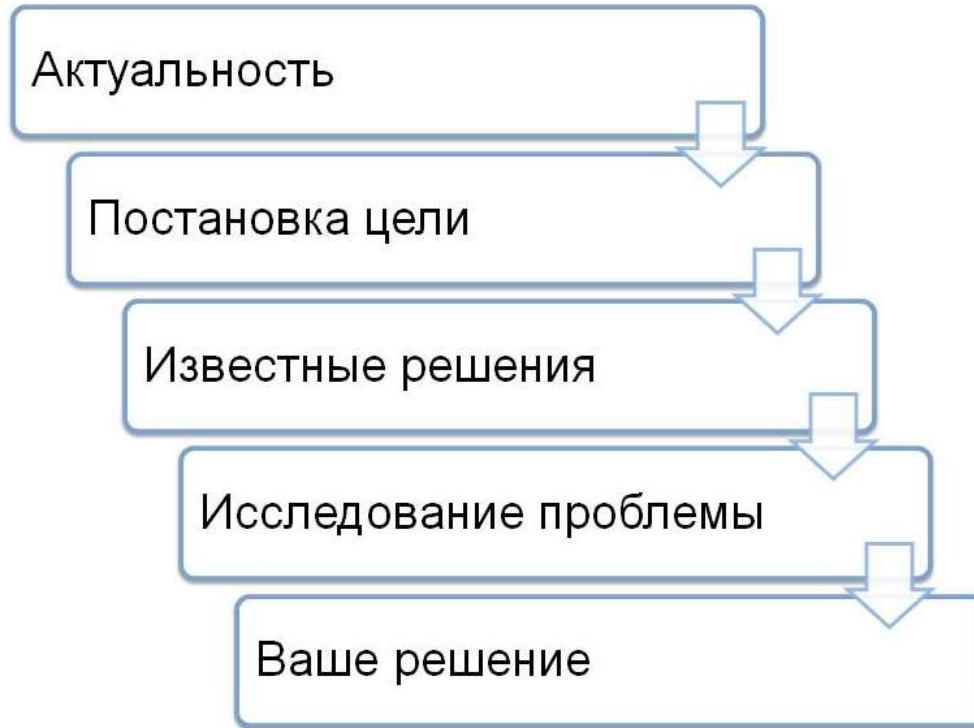 Актуальность
Постановка цели
Известные решения
Исследование проблемы
Ваше решение